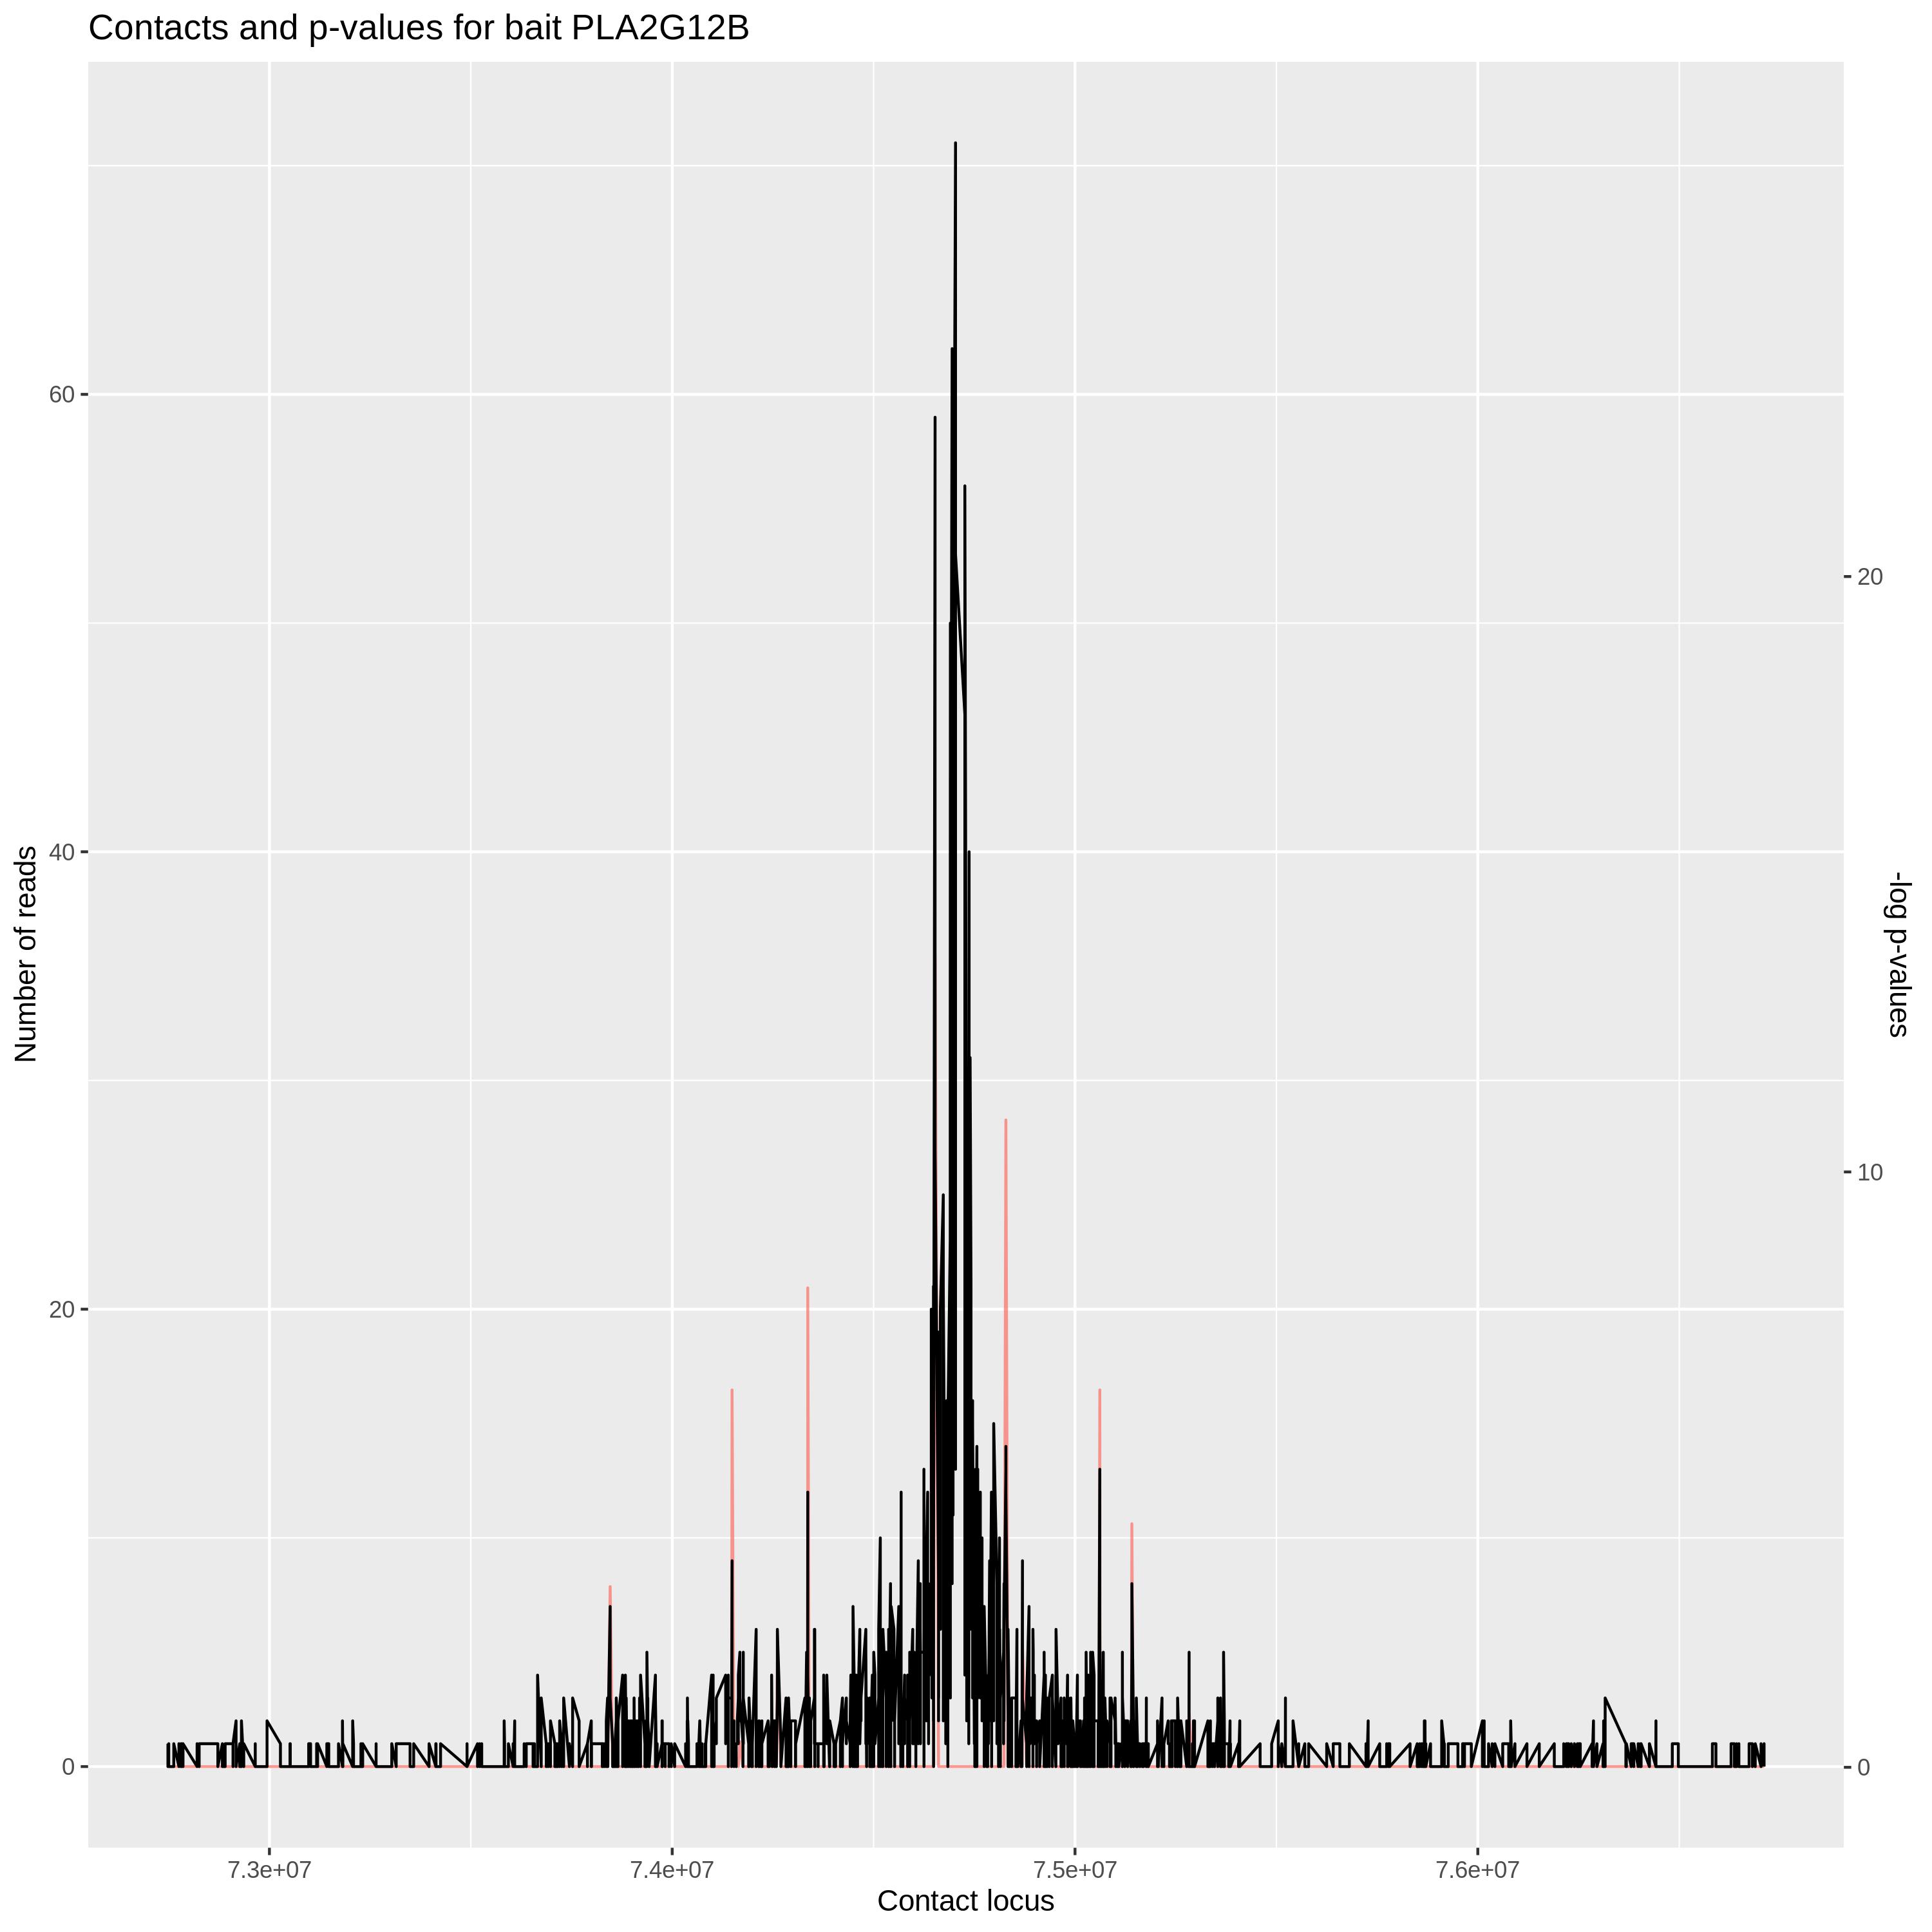 Contacts and p-values for bait PLA2G12B
Number of reads
60
40
20
0
20
10
0
-log p-values
7.3e+07 7.4e+07 7.5e+07 7.6e+07
Contact locus